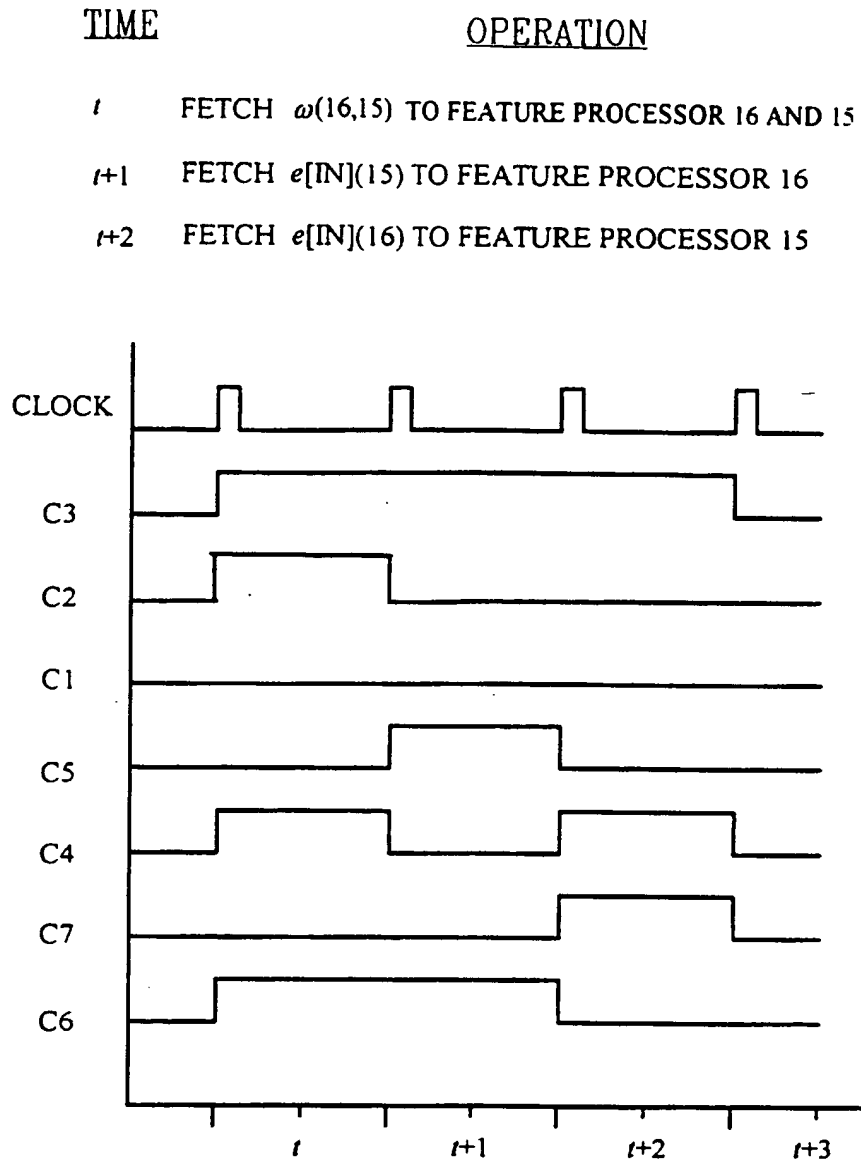 TIME OPERATION
t FETCH ω(16,15) TO FEATURE PROCESSOR 16 AND 15
t+1 FETCH e[IN](15) TO FEATURE PROCESSOR 16
t+2 FETCH e[IN](16) TO FEATURE PROCESSOR 15
CLOCK
C3
C2
C1
C5
C4
C7
C6
t t+1 t+2 t+3